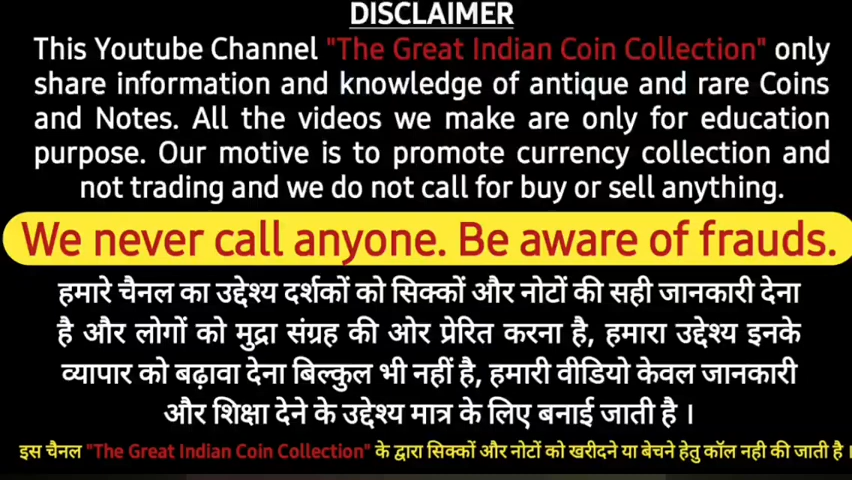 DISCLAIMER
This Youtube Channel "The Great Indian Coin Collection" only
share information and knowledge of antique and rare Coins
and Notes. All the videos we make are only for education
purpose. Our motive is to promote currency collection and
not trading and we do not call for buy or sell anything.
We never call anyone. Be aware of frauds.
हमारे चैनल का उद्देश्य दर्शकों को सिक्कों और नोटों की सही जानकारी देना
है और लोगों को मुद्रा संग्रह की ओर प्रेरित करना है, हमारा उद्देश्य इनके
व्यापार को बढ़ावा देना बिल्कुल भी नहीं है, हमारी वीडियो केवल जानकारी
और शिक्षा देने के उद्देश्य मात्र के लिए बनाई जाती है ।
इस चैनल "The Great Indian Coin Collection" के द्वारा सिक्कों और नोटों को खरीदने या बेचने हेतु कॉल नही की जाती है ।